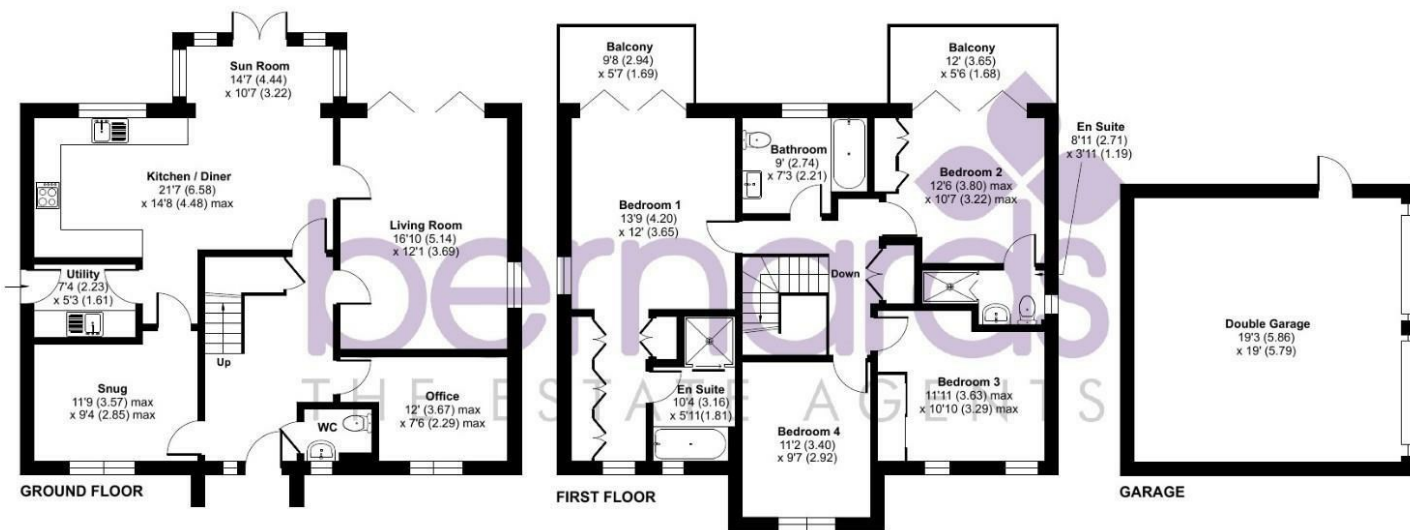 Sun Room
14'7 (4.44)
x 10'7 (3.22)
Kitchen / Diner
21'7 (6.58)
x 14'8 (4.48) max
Living Room
16'10 (5.14)
x 12'1 (3.69)
Utility
7'4 (2.23)
x 5'3 (1.61)
Up
Snug
11'9 (3.57) max
x 9'4 (2.85) max
WC
Office
12' (3.67) max
x 7'6 (2.29) max
GROUND FLOOR
Balcony
9'8 (2.94)
x 5'7 (1.69)
Balcony
12' (3.65)
x 5'6 (1.68)
Bathroom
9' (2.74)
x 7'3 (2.21)
Bedroom 2
12'6 (3.80) max
x 10'7 (3.22) max
En Suite
8'11 (2.71)
x 3'11 (1.19)
Bedroom 1
13'9 (4.20)
x 12' (3.65)
Down
En Suite
10'4 (3.16)
x 5'11(1.81)
Bedroom 4
11'2 (3.40)
x 9'7 (2.92)
Bedroom 3
11'11 (3.63) max
x 10'10 (3.29) max
FIRST FLOOR
Double Garage
19'3 (5.86)
x 19' (5.79)
GARAGE
bernards
THE ESTATE AGENTS